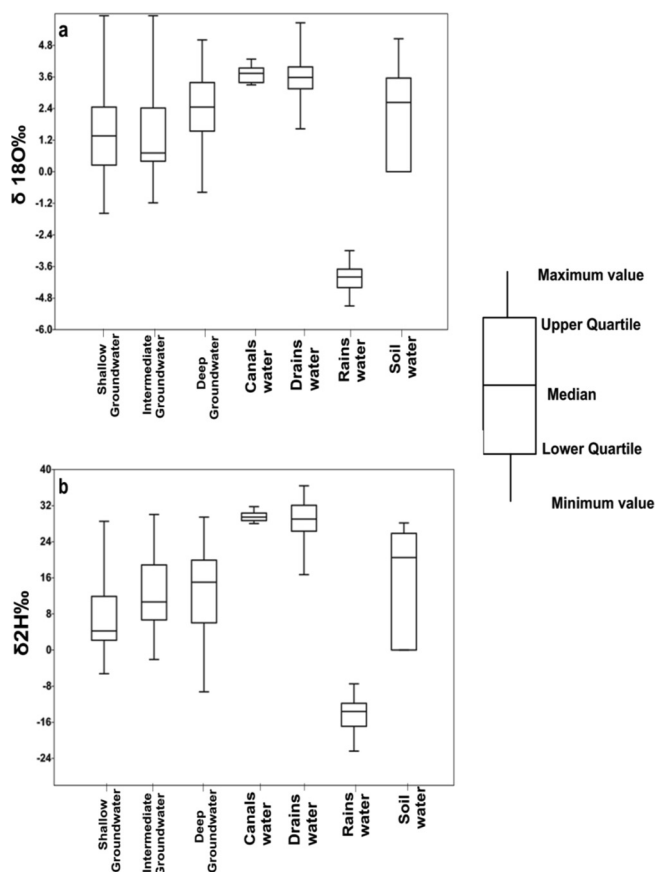 a
δ 18O‰
4.8
3.6
2.4
1.2
0.0
-1.2
-2.4
-3.6
-4.8
-6.0
Shallow
Groundwater
Intermediate
Groundwater
Deep
Groundwater
Canals
water
Drains
water
Rains
water
Soil
water
Maximum value
Upper Quartile
Median
Lower Quartile
Minimum value
b
δ2H‰
40
32
24
16
8
0
-8
-16
-24
Shallow
Groundwater
Intermediate
Groundwater
Deep
Groundwater
Canals
water
Drains
water
Rains
water
Soil
water